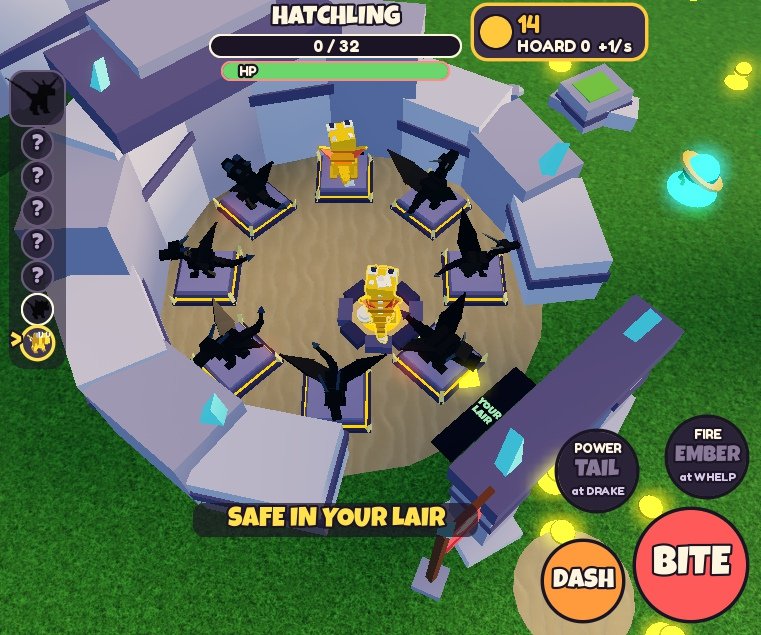 HATCHLING
0 / 32
HP
14
HOARD 0 +1/s
?
?
?
?
?
>
YOUR
LAIR
SAFE IN YOUR LAIR
POWER
TAIL
at DRAKE
FIRE
EMBER
at WHELP
DASH
BITE